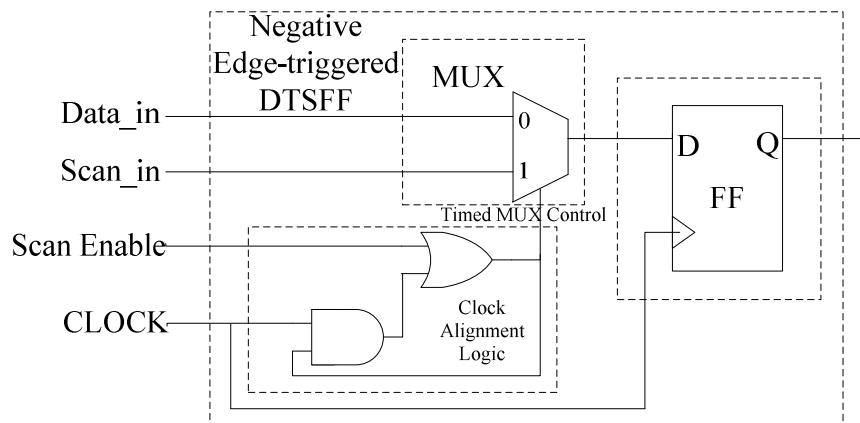 Negative
Edge-triggered
DTSFF
MUX
Data_in
0
Scan_in
1
D
Q
FF
Timed MUX Control
Scan Enable
CLOCK
Clock
Alignment
Logic